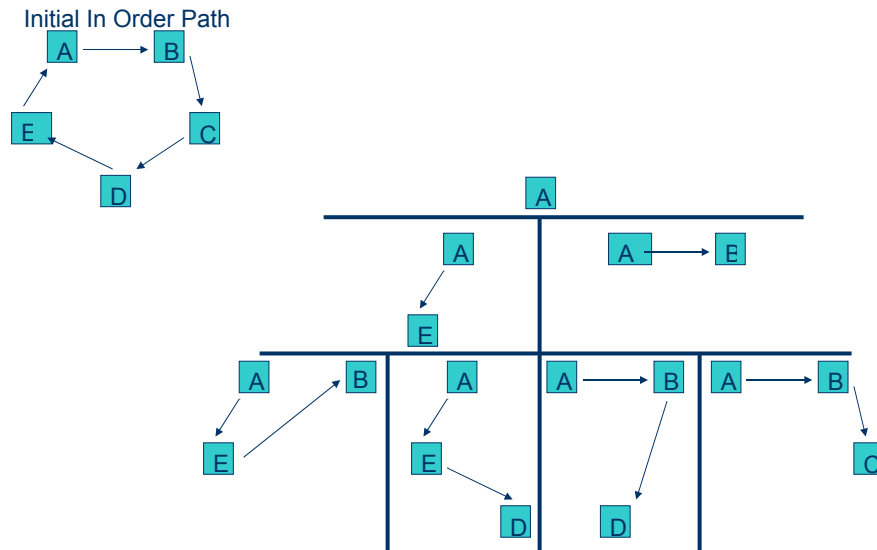 Initial In Order Path
A B
E C
D
A
A A B
E
A B A A B A B
E E C
D D